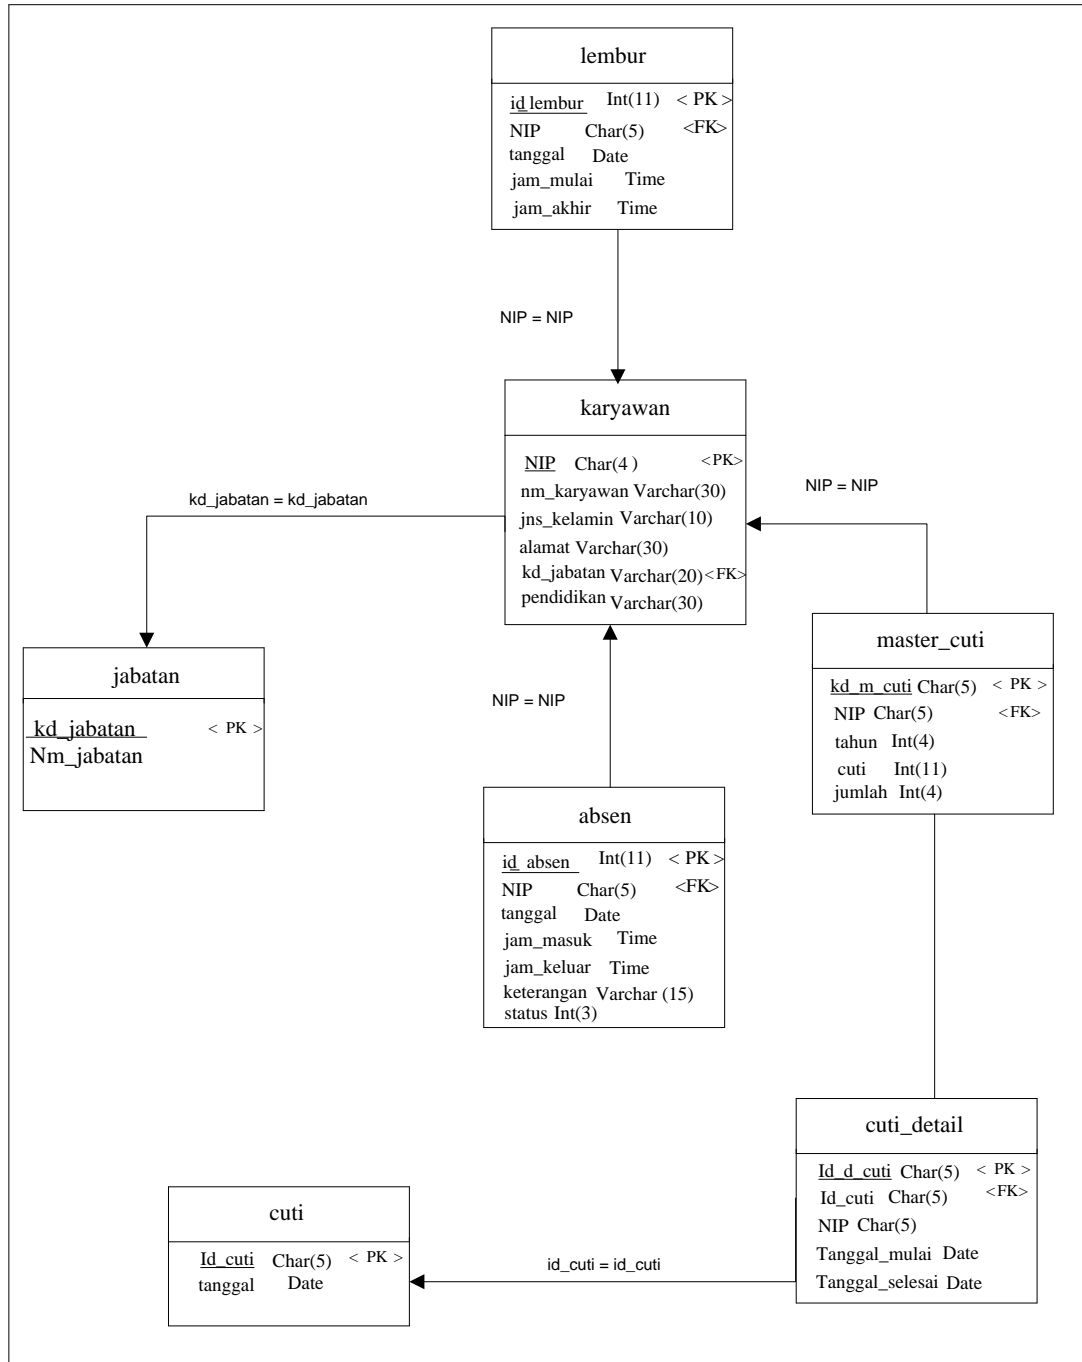 lembur
id_lembur Int(11) < PK >
NIP Char(5) <FK>
tanggal Date
jam_mulai Time
jam_akhir Time
NIP = NIP
karyawan
NIP Char(4 ) <PK>
nm_karyawan Varchar(30)
jns_kelamin Varchar(10)
alamat Varchar(30)
kd_jabatan Varchar(20) <FK>
pendidikan Varchar(30)
NIP = NIP
kd_jabatan = kd_jabatan
jabatan
kd_jabatan < PK >
Nm_jabatan
NIP = NIP
master_cuti
kd_m_cuti Char(5) < PK >
NIP Char(5) <FK>
tahun Int(4)
cuti Int(11)
jumlah Int(4)
absen
id_absen Int(11) < PK >
NIP Char(5) <FK>
tanggal Date
jam_masuk Time
jam_keluar Time
keterangan Varchar (15)
status Int(3)
cuti_detail
Id_d_cuti Char(5) < PK >
Id_cuti Char(5) <FK>
NIP Char(5)
Tanggal_mulai Date
Tanggal_selesai Date
cuti
Id_cuti Char(5) < PK >
tanggal Date
id_cuti = id_cuti